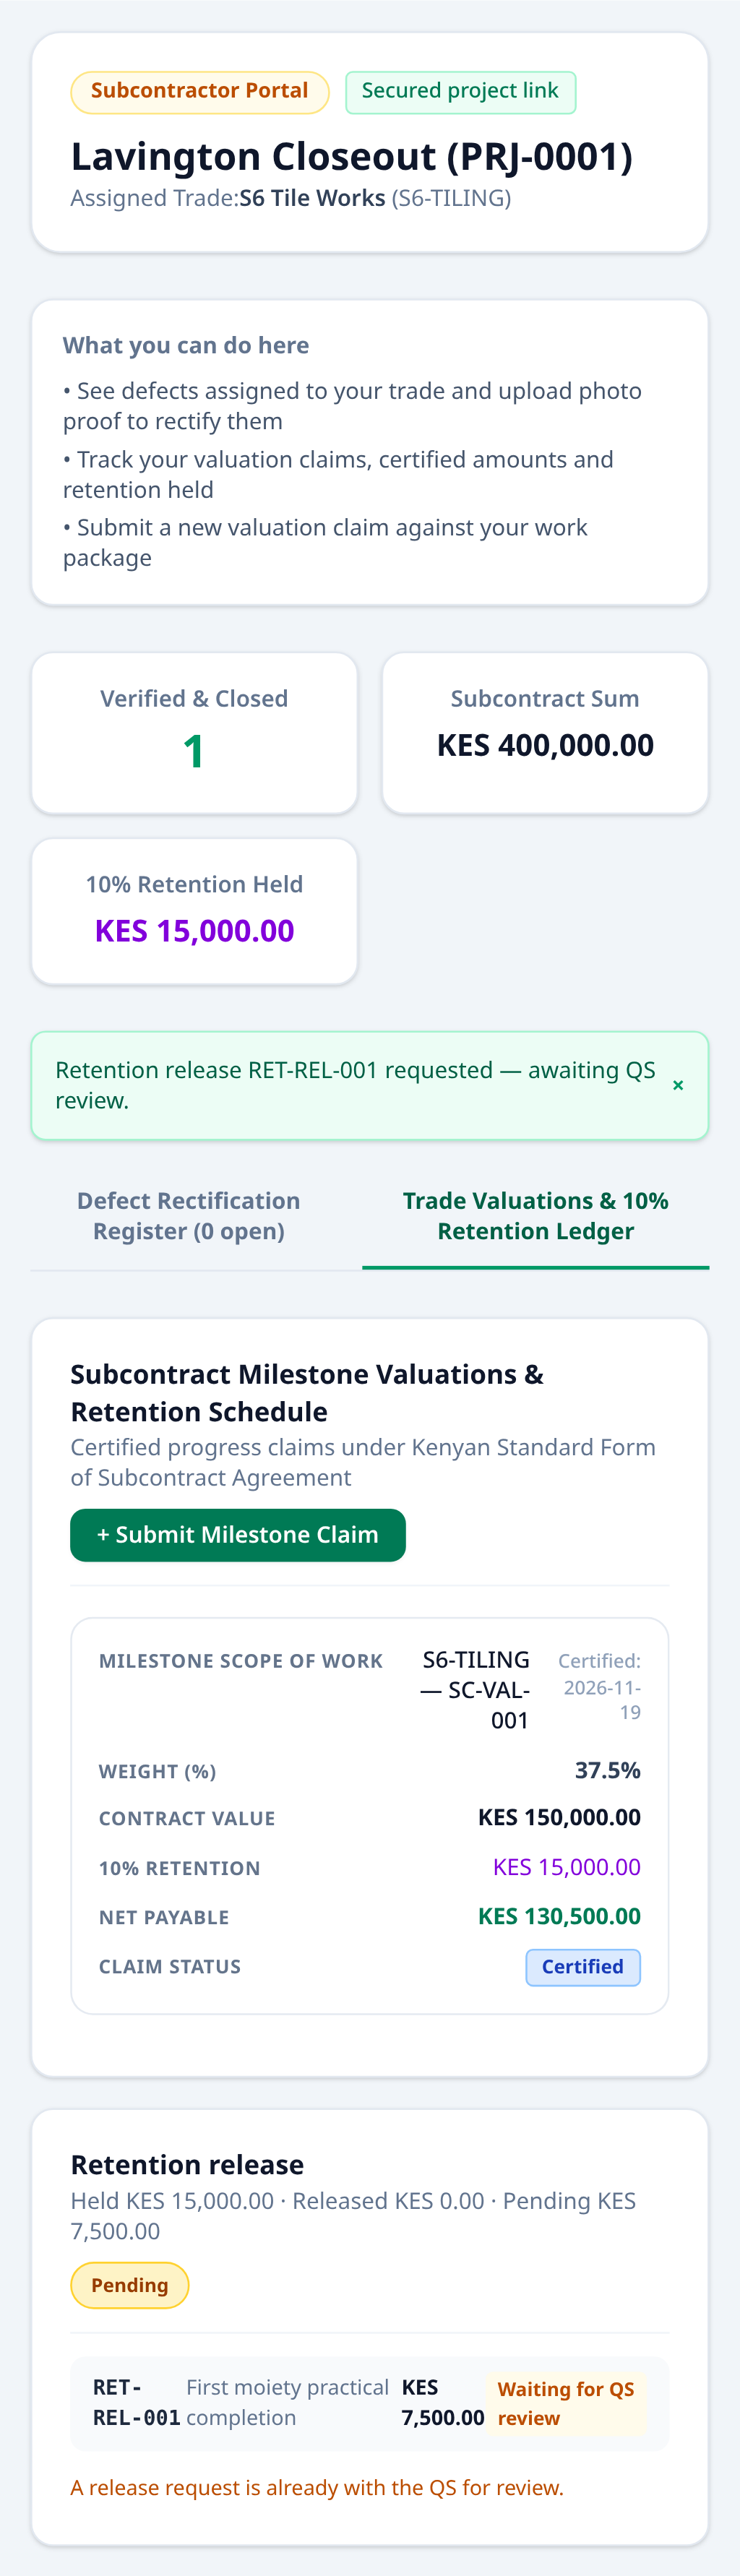 Subcontractor Portal
Secured project link
Lavington Closeout (PRJ-0001)
Assigned Trade:S6 Tile Works (S6-TILING)
What you can do here
• See defects assigned to your trade and upload photo
proof to rectify them
• Track your valuation claims, certified amounts and
retention held
• Submit a new valuation claim against your work
package
Verified & Closed
1
Subcontract Sum
KES 400,000.00
10% Retention Held
KES 15,000.00
Retention release RET-REL-001 requested — awaiting QS
review.
×
Defect Rectification
Register (0 open)
Trade Valuations & 10%
Retention Ledger
Subcontract Milestone Valuations &
Retention Schedule
Certified progress claims under Kenyan Standard Form
of Subcontract Agreement
+ Submit Milestone Claim
MILESTONE SCOPE OF WORK
S6-TILING
— SC-VAL-
001
Certified:
2026-11-
19
WEIGHT (%)
37.5%
CONTRACT VALUE
KES 150,000.00
10% RETENTION
KES 15,000.00
NET PAYABLE
KES 130,500.00
CLAIM STATUS
Certified
Retention release
Held KES 15,000.00 · Released KES 0.00 · Pending KES
7,500.00
Pending
RET-
REL-001
First moiety practical
completion
KES
7,500.00
Waiting for QS
review
A release request is already with the QS for review.